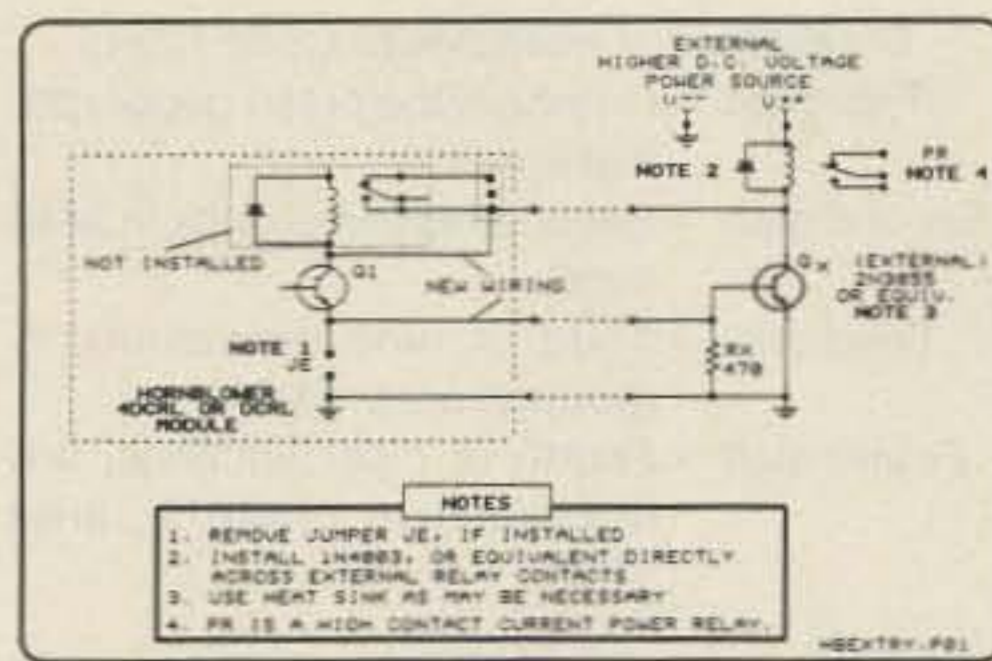 EXTERNAL
HIGHER D.C. VOLTAGE
POWER SOURCE
V-- V++
NOTE 2
PR
NOTE 4
NOT INSTALLED
Q1
NEW WIRING
QX
(EXTERNAL)
2N3055
OR EQUIV.
NOTE 3
NOTE 1
JE
RX
470
HORNBLOWER
4DCRL OR DCRL
MODULE
NOTES
1. REMOVE JUMPER JE, IF INSTALLED
2. INSTALL 1N4003, OR EQUIVALENT DIRECTLY
ACROSS EXTERNAL RELAY CONTACTS
3. USE HEAT SINK AS MAY BE NECESSARY
4. PR IS A HIGH CONTACT CURRENT POWER RELAY.
HBEXTRY.P01